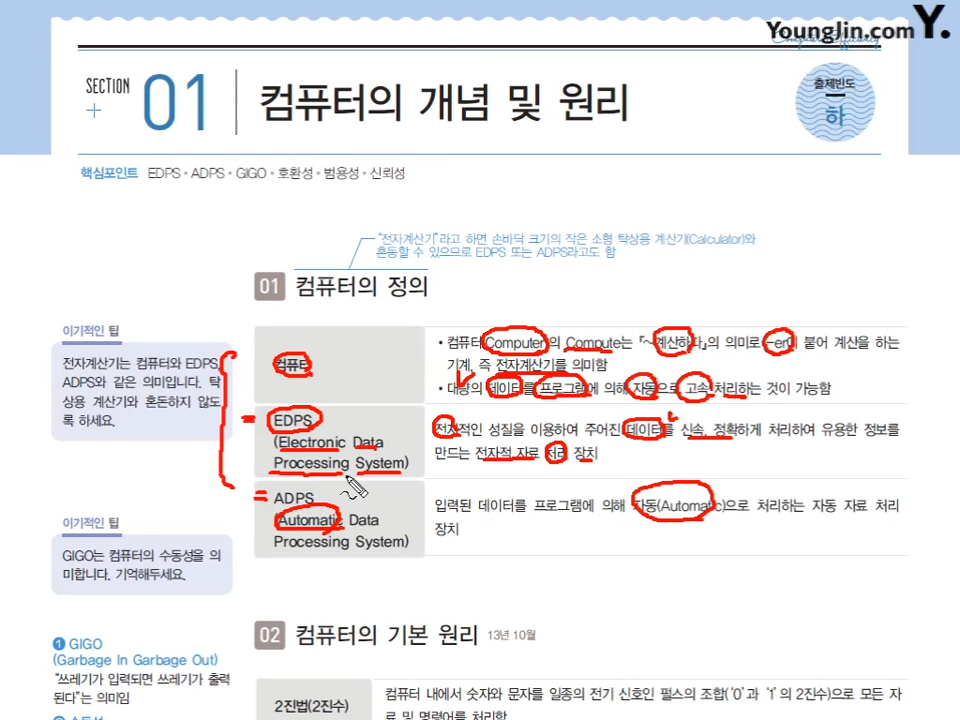 YoungJin.com Y.
Computer Efficiency
SECTION
01
컴퓨터의 개념 및 원리
출제빈도
하
핵심포인트 EDPS • ADPS • GIGO • 호환성 • 범용성 • 신뢰성
"전자계산기"라고 하면 손바닥 크기의 작은 소형 탁상용 계산기(Calculator)와
혼동할 수 있으므로 EDPS 또는 ADPS라고도 함
01 컴퓨터의 정의
이기적인 팁
전자계산기는 컴퓨터와 EDPS,
ADPS와 같은 의미입니다. 탁
상용 계산기와 혼돈하지 않도
록 하세요.
컴퓨터
• 컴퓨터Computer의 Compute는 『~계산하다』의 의미로 -er이 붙어 계산을 하는
기계, 즉 전자계산기를 의미함
• 대량의 데이터를 프로그램에 의해 자동으로 고속 처리하는 것이 가능함
EDPS
(Electronic Data
Processing System)
전자적인 성질을 이용하여 주어진 데이터를 신속, 정확하게 처리하여 유용한 정보를
만드는 전자적 자료 처리 장치
ADPS
(Automatic Data
Processing System)
입력된 데이터를 프로그램에 의해 자동(Automatic)으로 처리하는 자동 자료 처리
장치
이기적인 팁
GIGO는 컴퓨터의 수동성을 의
미합니다. 기억해두세요.
02 컴퓨터의 기본 원리 13년 10월
1 GIGO
(Garbage In Garbage Out)
"쓰레기가 입력되면 쓰레기가 출력
된다"는 의미임
2진법(2진수)
컴퓨터 내에서 숫자와 문자를 일종의 전기 신호인 펄스의 조합('0'과 '1'의 2진수)으로 모든 자
료 및 명령어를 처리함